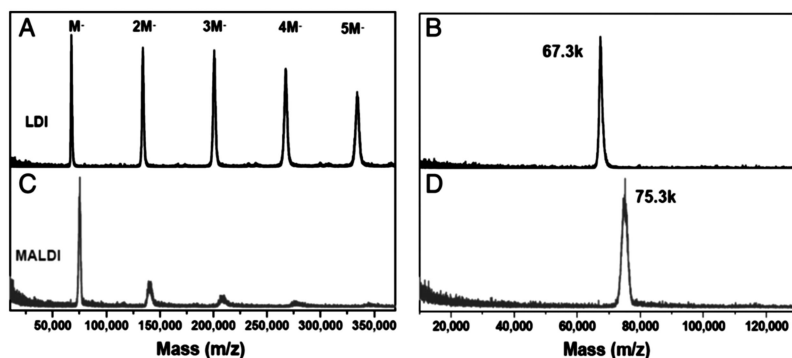 A
M- 2M- 3M- 4M- 5M-
LDI
B
67.3k
C
MALDI
D
75.3k
50,000 100,000 150,000 200,000 250,000 300,000 350,000
Mass (m/z)
20,000 40,000 60,000 80,000 100,000 120,000
Mass (m/z)